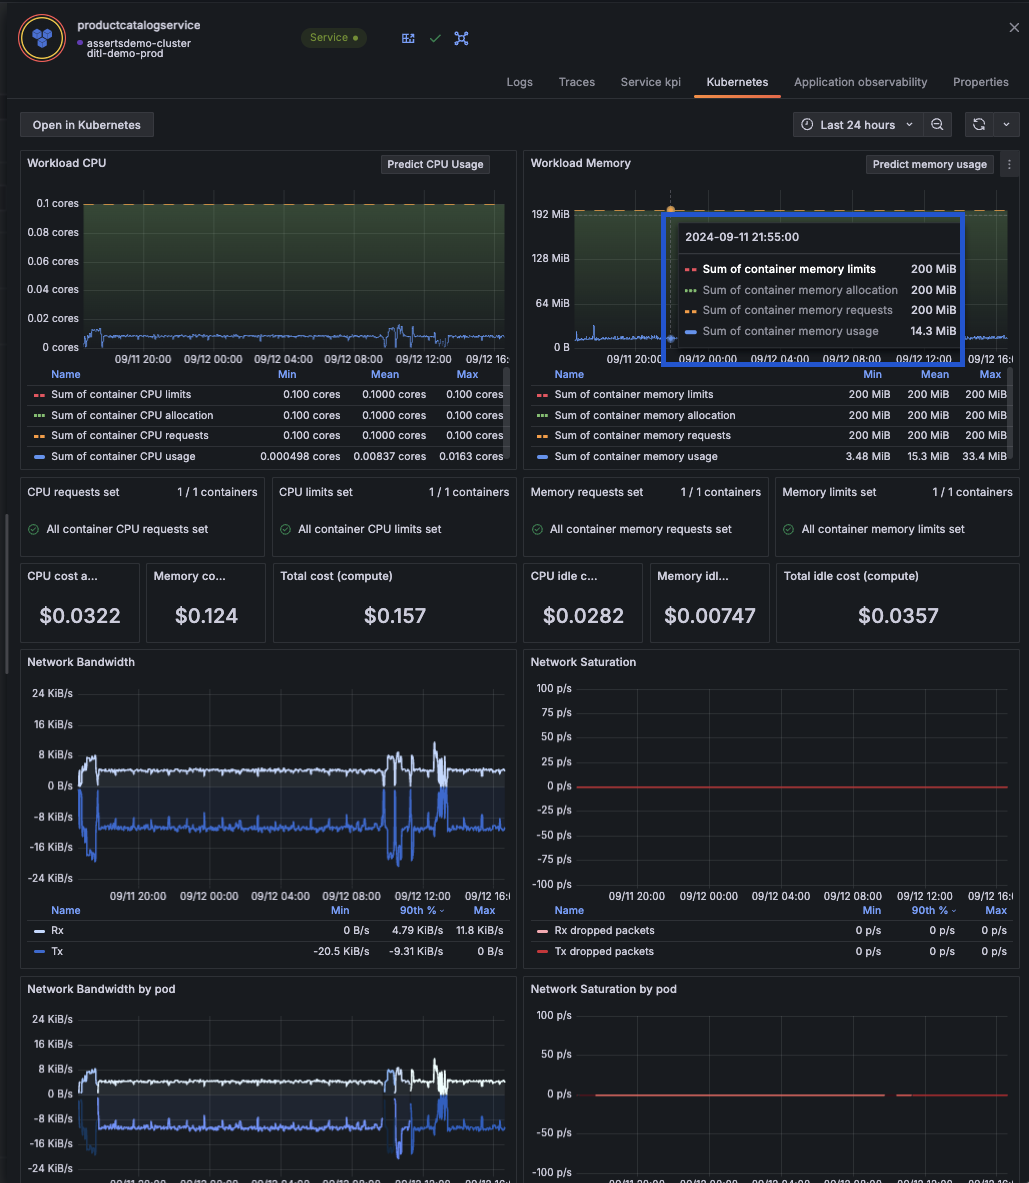 productcatalogservice
assertsdemo-cluster
ditl-demo-prod
Service
Logs Traces Service kpi Kubernetes Application observability Properties
Open in Kubernetes
Last 24 hours
Workload CPU
Predict CPU Usage
0.1 cores
0.08 cores
0.06 cores
0.04 cores
0.02 cores
0 cores
09/11 20:00 09/12 00:00 09/12 04:00 09/12 08:00 09/12 12:00 09/12 16:
Name Min Mean Max
Sum of container CPU limits 0.100 cores 0.1000 cores 0.100 cores
Sum of container CPU allocation 0.100 cores 0.1000 cores 0.100 cores
Sum of container CPU requests 0.100 cores 0.1000 cores 0.100 cores
Sum of container CPU usage 0.000498 cores 0.00837 cores 0.0163 cores
Workload Memory
Predict memory usage
192 MiB
128 MiB
64 MiB
0 B
2024-09-11 21:55:00
Sum of container memory limits 200 MiB
Sum of container memory allocation 200 MiB
Sum of container memory requests 200 MiB
Sum of container memory usage 14.3 MiB
09/11 20:00 09/12 00:00 09/12 04:00 09/12 08:00 09/12 12:00 09/12 16:
Name Min Mean Max
Sum of container memory limits 200 MiB 200 MiB 200 MiB
Sum of container memory allocation 200 MiB 200 MiB 200 MiB
Sum of container memory requests 200 MiB 200 MiB 200 MiB
Sum of container memory usage 3.48 MiB 15.3 MiB 33.4 MiB
CPU requests set 1 / 1 containers
All container CPU requests set
CPU limits set 1 / 1 containers
All container CPU limits set
Memory requests set 1 / 1 containers
All container memory requests set
Memory limits set 1 / 1 containers
All container memory limits set
CPU cost a...
$0.0322
Memory co...
$0.124
Total cost (compute)
$0.157
CPU idle c...
$0.0282
Memory idl...
$0.00747
Total idle cost (compute)
$0.0357
Network Bandwidth
24 KiB/s
16 KiB/s
8 KiB/s
0 B/s
-8 KiB/s
-16 KiB/s
-24 KiB/s
09/11 20:00 09/12 00:00 09/12 04:00 09/12 08:00 09/12 12:00 09/12 16:
Name Min 90th % Max
Rx 0 B/s 4.79 KiB/s 11.8 KiB/s
Tx -20.5 KiB/s -9.31 KiB/s 0 B/s
Network Saturation
100 p/s
75 p/s
50 p/s
25 p/s
0 p/s
-25 p/s
-50 p/s
-75 p/s
-100 p/s
09/11 20:00 09/12 00:00 09/12 04:00 09/12 08:00 09/12 12:00 09/12 16:
Name Min 90th % Max
Rx dropped packets 0 p/s 0 p/s 0 p/s
Tx dropped packets 0 p/s 0 p/s 0 p/s
Network Bandwidth by pod
24 KiB/s
16 KiB/s
8 KiB/s
0 B/s
-8 KiB/s
-16 KiB/s
-24 KiB/s
Network Saturation by pod
100 p/s
50 p/s
0 p/s
-50 p/s
-100 p/s